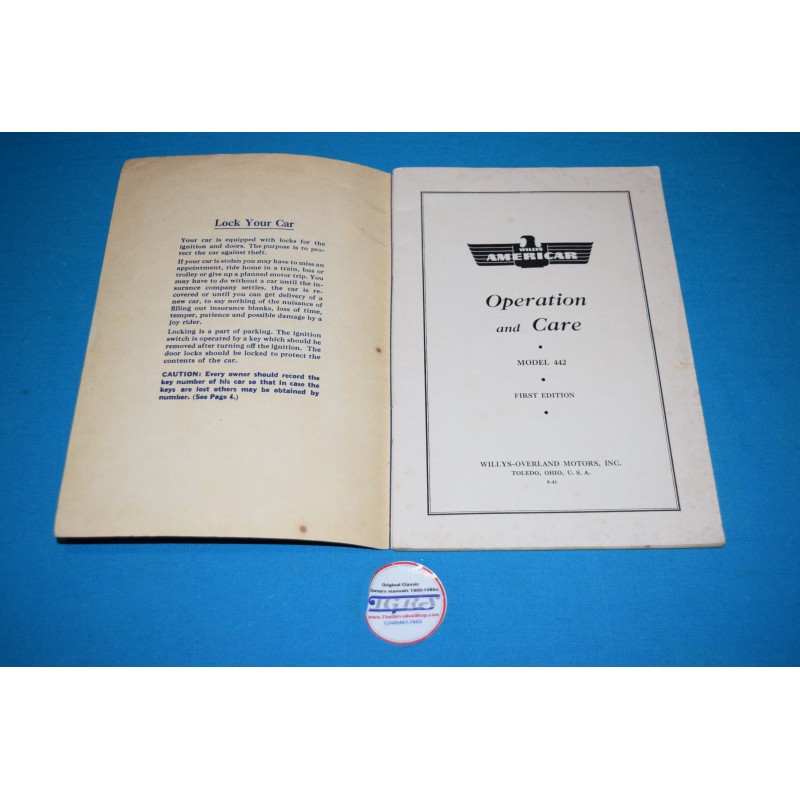 Lock Your Car
Your car is equipped with locks for the
ignition and doors. The purpose is to pro-
tect the car against theft.
If your car is stolen you may have to miss an
appointment, ride home in a train, bus or
trolley or give up a planned motor trip. You
may have to do without a car until the in-
surance company settles, the car is re-
covered or until you can get delivery of a
new car, to say nothing of the nuisance of
filling out insurance blanks, loss of time,
temper, patience and possible damage by a
joy rider.
Locking is a part of parking. The ignition
switch is operated by a key which should be
removed after turning off the ignition. The
door locks should be locked to protect the
contents of the car.
CAUTION: Every owner should record the
key number of his car so that in case the
keys are lost others may be obtained by
number. (See Page 4.)
WILLYS
AMERICAR
Operation
and Care
MODEL 442
FIRST EDITION
WILLYS-OVERLAND MOTORS, INC.
TOLEDO, OHIO, U. S. A.
8-41
Original Classic
Owners manuals 1900-1980s